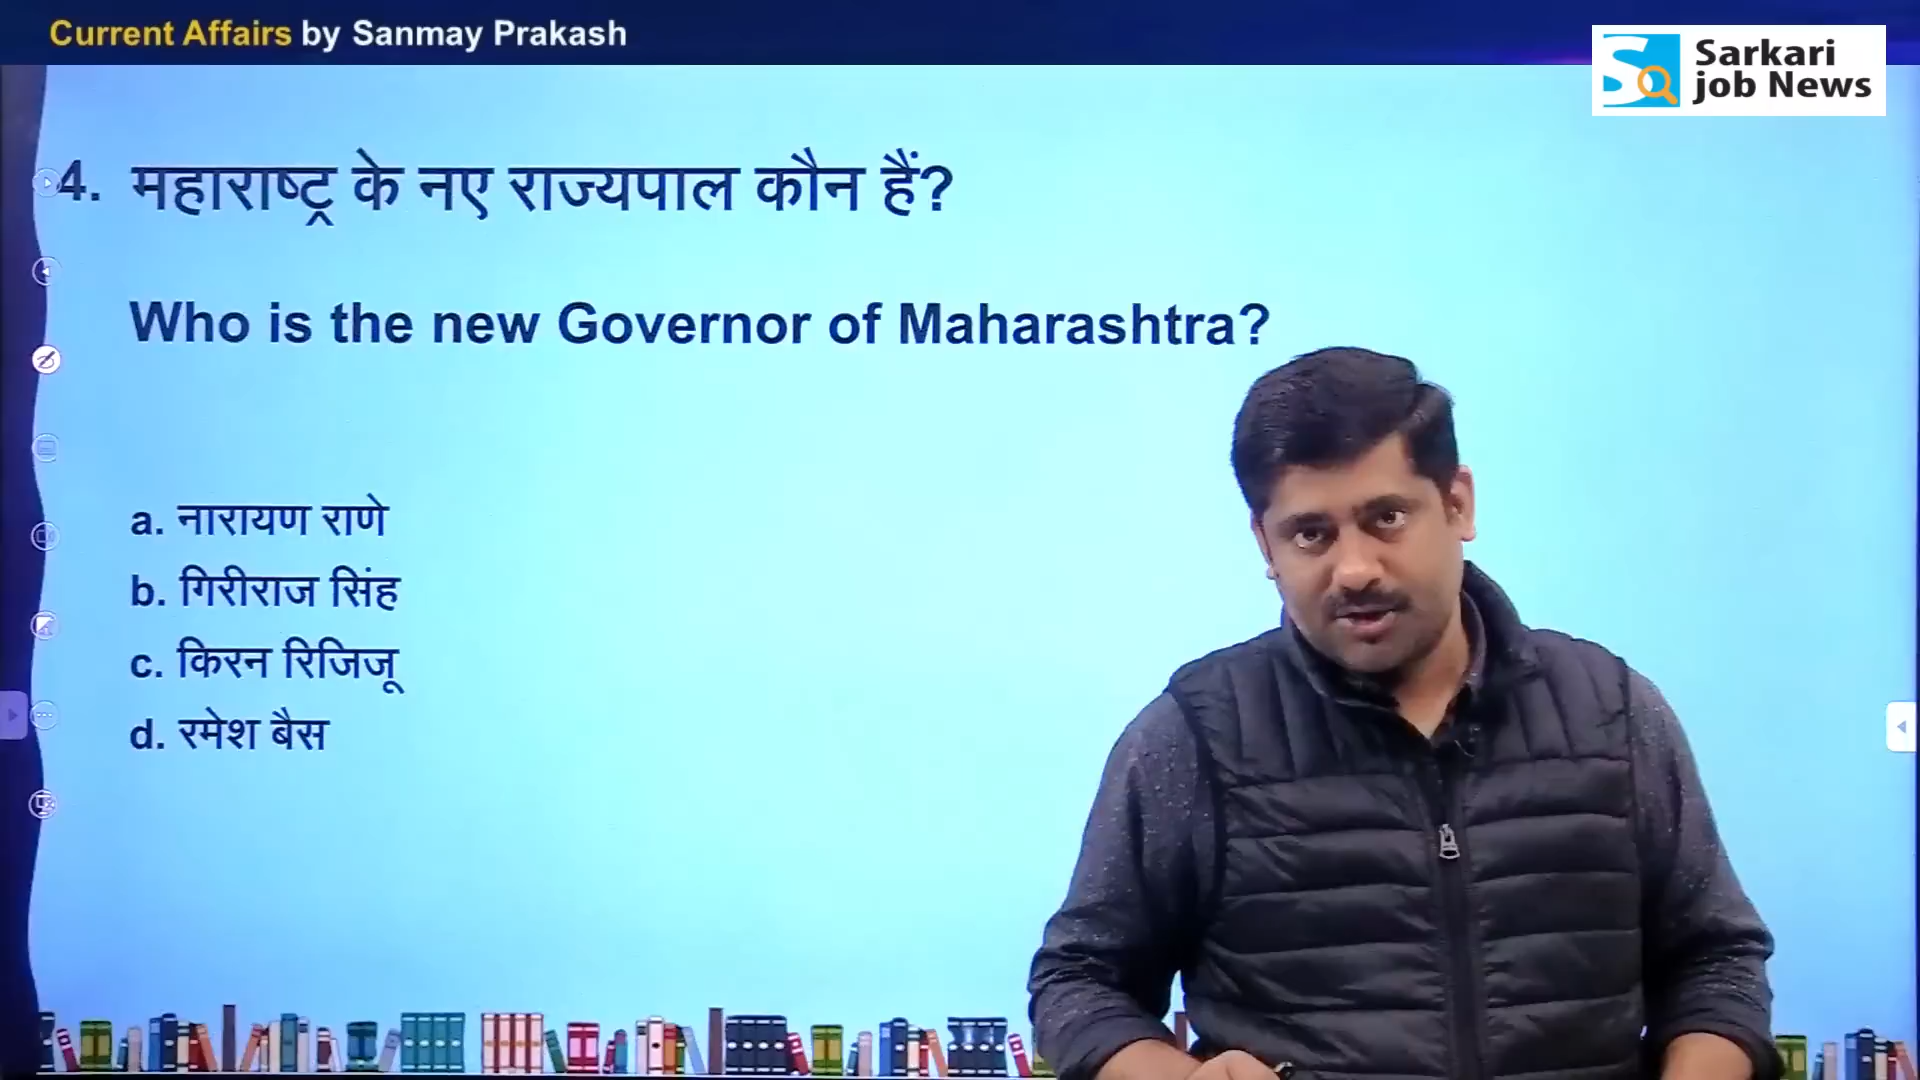 Current Affairs by Sanmay Prakash
Sarkari
job News
4. महाराष्ट्र के नए राज्यपाल कौन हैं?
Who is the new Governor of Maharashtra?
a. नारायण राणे
b. गिरीराज सिंह
c. किरन रिजिजू
d. रमेश बैस